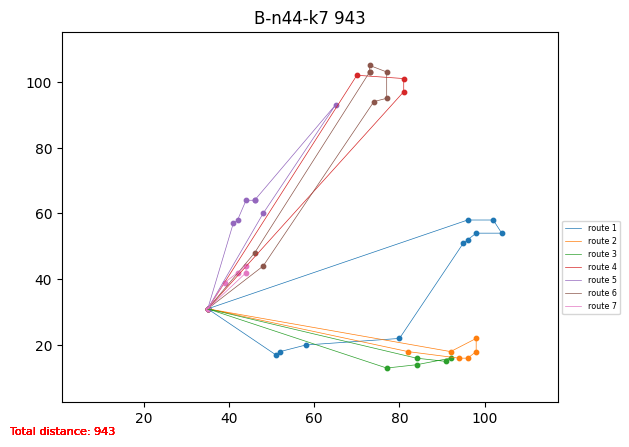 B-n44-k7 943
100
80
60
40
20
20 40 60 80 100
route 1
route 2
route 3
route 4
route 5
route 6
route 7
Total distance: 943